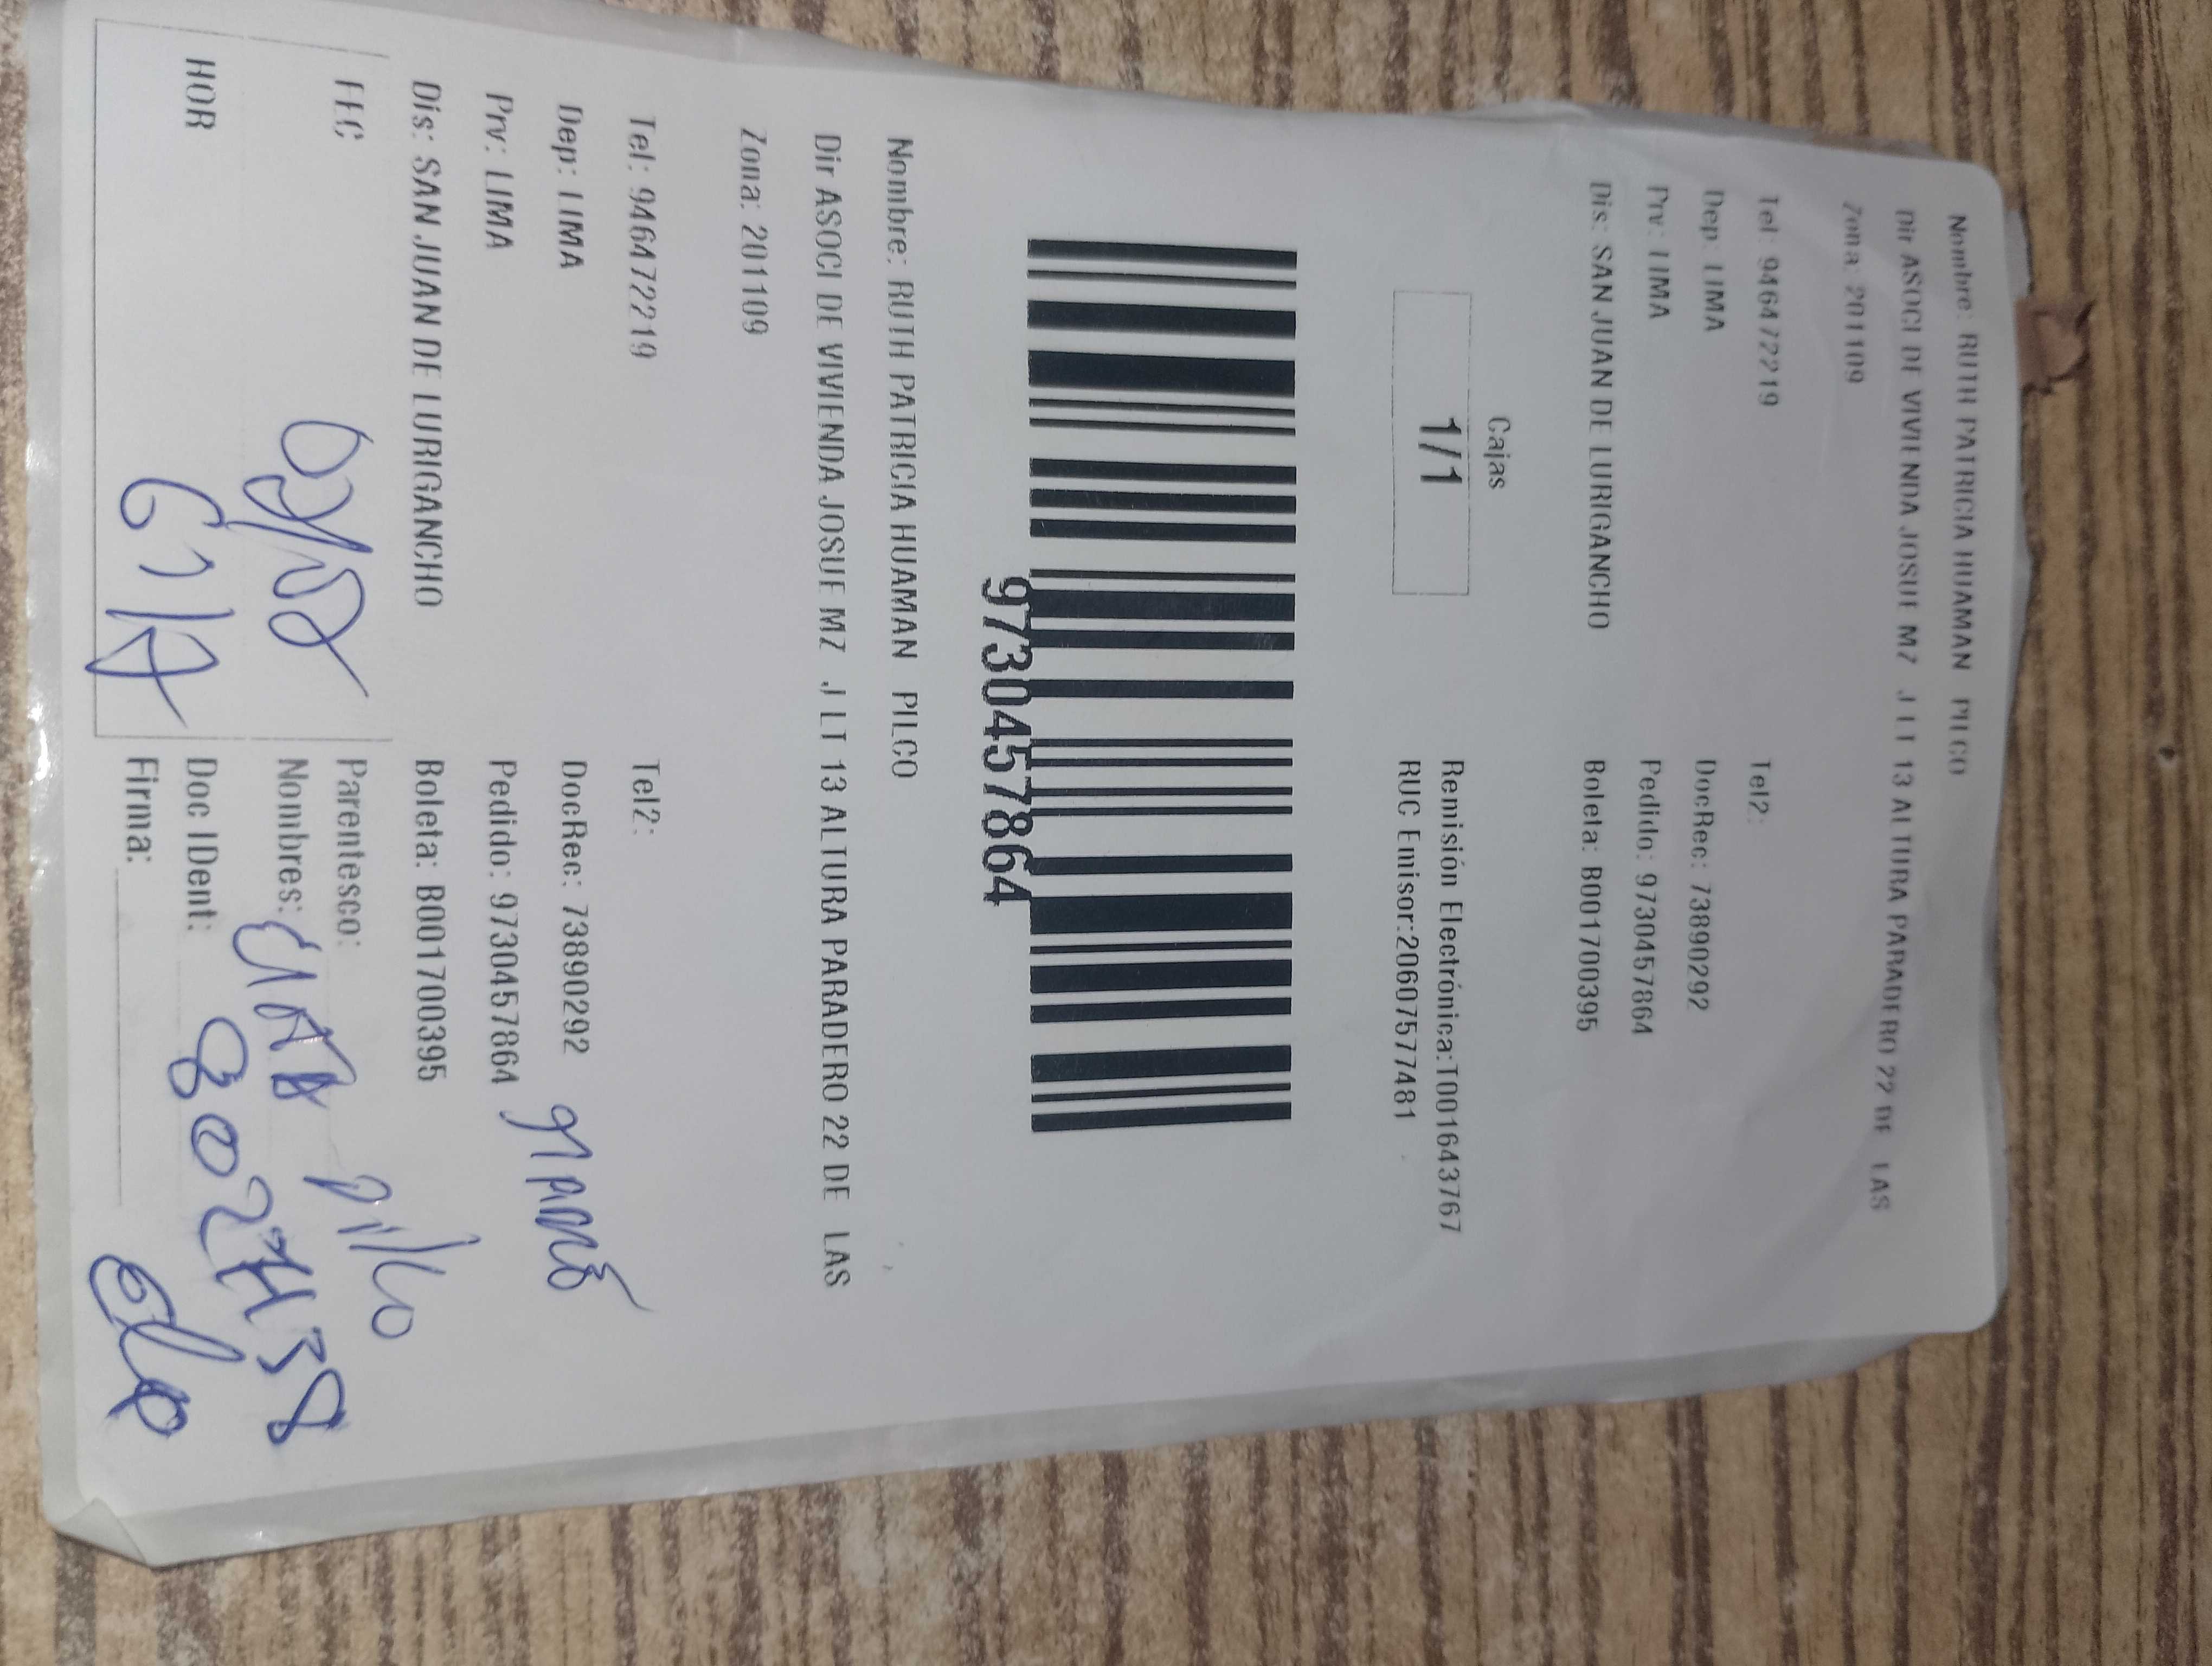 Nombre: RUTH PATRICIA HUAMAN PILCO
Dir ASOCI DE VIVIENDA JOSUE MZ J LT 13 ALTURA PARADERO 22 DE LAS
Zona: 201109
Tel: 946472219 Tel2:
Dep: LIMA DocRec: 73890292
Prv: LIMA Pedido: 9730457864
Dis: SAN JUAN DE LURIGANCHO Boleta: B001700395
Cajas
1/1
Remisión Electrónica:T001643767
RUC Emisor:20607577481
9730457864
Nombre: RUTH PATRICIA HUAMAN PILCO
Dir ASOCI DE VIVIENDA JOSUE MZ J LT 13 ALTURA PARADERO 22 DE LAS
Zona: 201109
Tel: 946472219 Tel2:
Dep: LIMA DocRec: 73890292
Prv: LIMA Pedido: 9730457864
Dis: SAN JUAN DE LURIGANCHO Boleta: B001700395
FEC Parentesco:
Nombres: Pilco
HOR Doc IDent:
Firma: